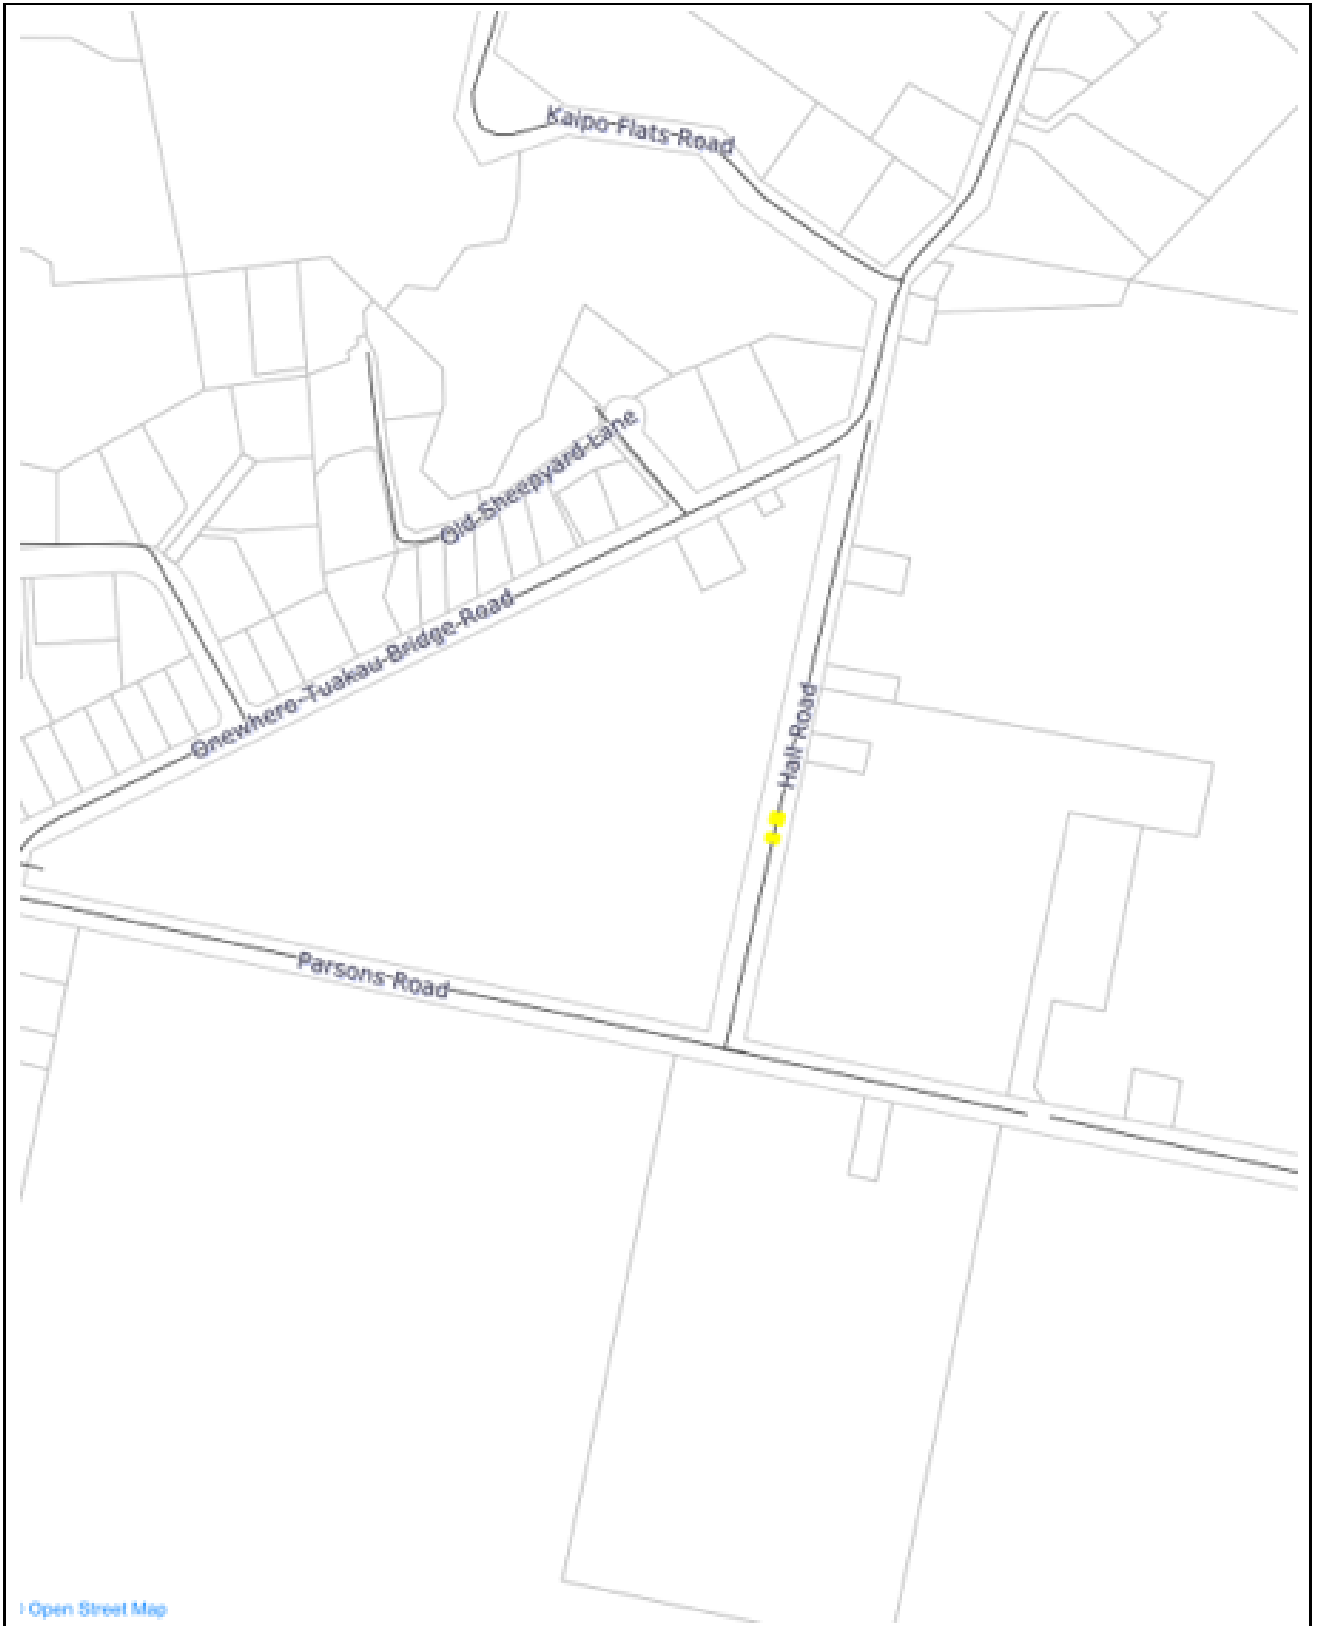 Kaipo Flats Road
Old Sheepyard Lane
Onewhero-Tuakau Bridge Road
Hall Road
Parsons Road
Open Street Map